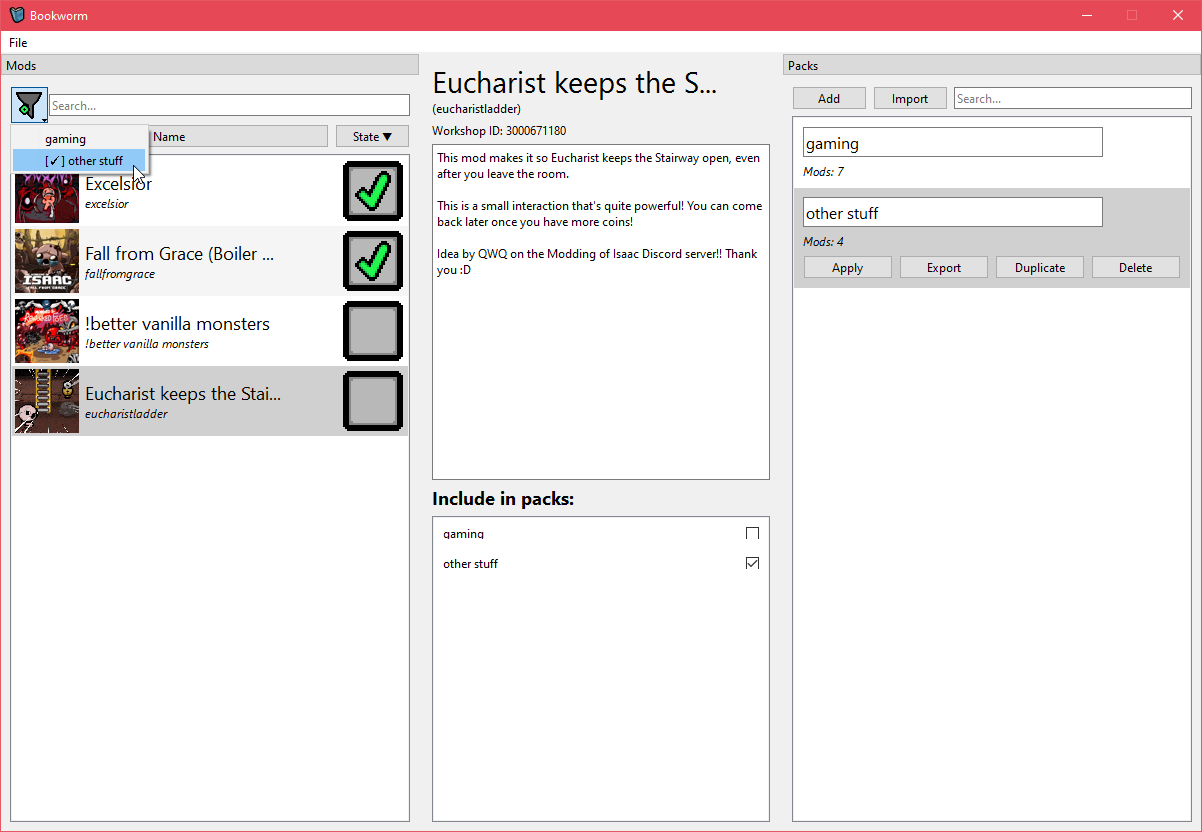 Bookworm
File
Mods
Search...
gaming
[✓] other stuff
Name
State ▼
Excelsior
excelsior
Fall from Grace (Boiler ...
fallfromgrace
ISAAC
!better vanilla monsters
!better vanilla monsters
Eucharist keeps the Stai...
eucharistladder
Eucharist keeps the S...
(eucharistladder)
Workshop ID: 3000671180
This mod makes it so Eucharist keeps the Stairway open, even
after you leave the room.
This is a small interaction that's quite powerful! You can come
back later once you have more coins!
Idea by QWQ on the Modding of Isaac Discord server!! Thank
you :D
Include in packs:
gaming
other stuff
Packs
Add
Import
Search...
gaming
Mods: 7
other stuff
Mods: 4
Apply
Export
Duplicate
Delete